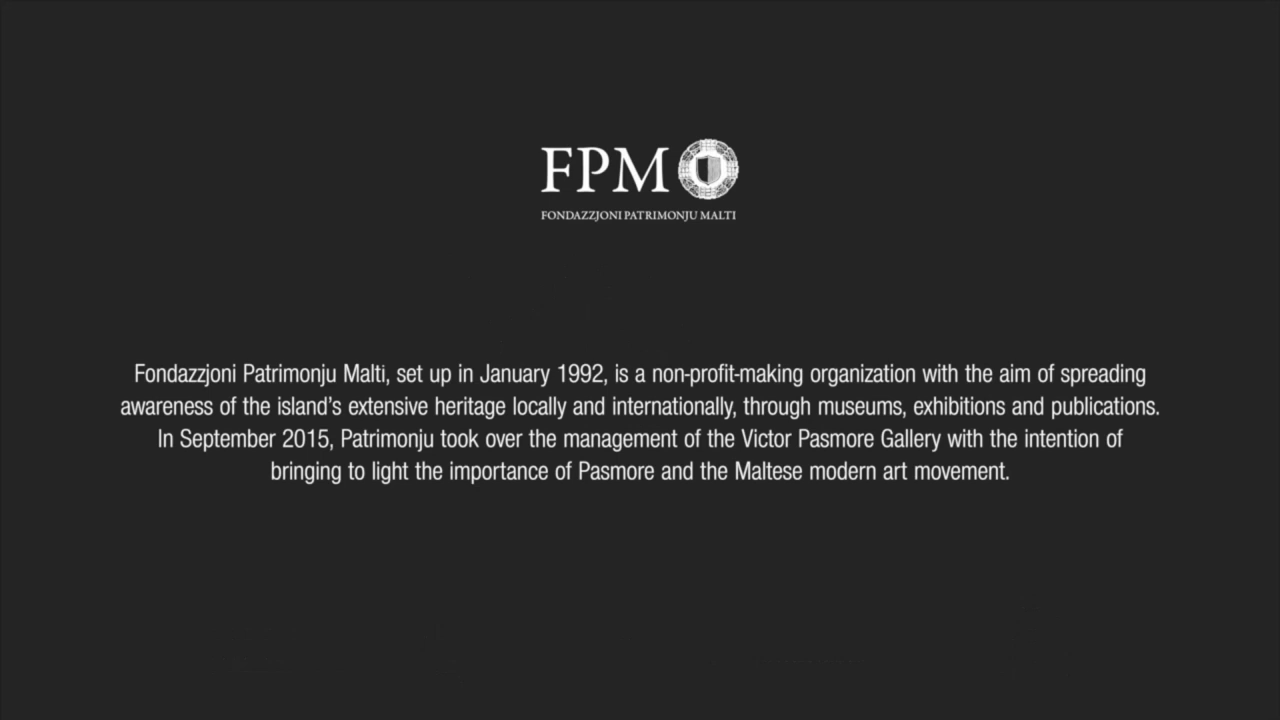 FPM
FONDAZZJONI PATRIMONJU MALTI
Fondazzjoni Patrimonju Malti, set up in January 1992, is a non-profit-making organization with the aim of spreading
awareness of the island’s extensive heritage locally and internationally, through museums, exhibitions and publications.
In September 2015, Patrimonju took over the management of the Victor Pasmore Gallery with the intention of
bringing to light the importance of Pasmore and the Maltese modern art movement.